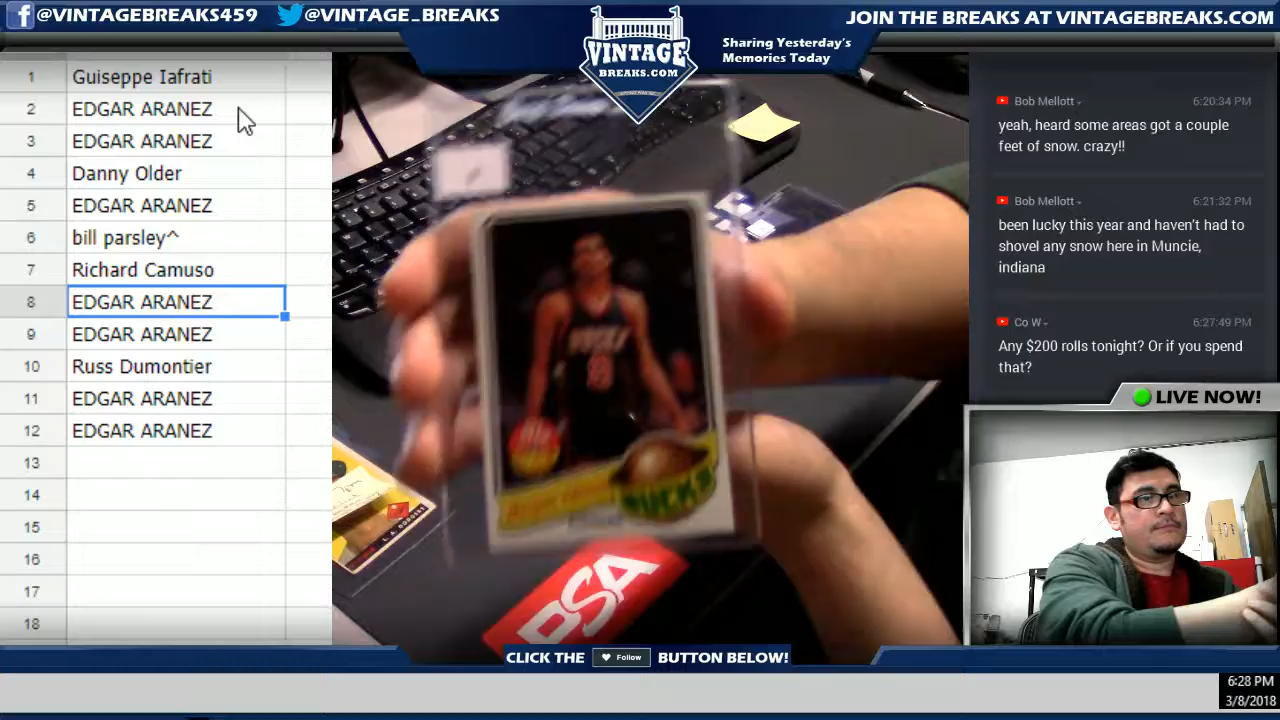 @VINTAGEBREAKS459
@VINTAGE_BREAKS
VINTAGE
BREAKS.COM
Sharing Yesterday's
Memories Today
JOIN THE BREAKS AT VINTAGEBREAKS.COM
1 Guiseppe Iafrati
2 EDGAR ARANEZ
3 EDGAR ARANEZ
4 Danny Older
5 EDGAR ARANEZ
6 bill parsley^
7 Richard Camuso
8 EDGAR ARANEZ
9 EDGAR ARANEZ
10 Russ Dumontier
11 EDGAR ARANEZ
12 EDGAR ARANEZ
13
14
15
16
17
18
BUCKS
BSA
Bob Mellott 6:20:34 PM
yeah, heard some areas got a couple
feet of snow. crazy!!
Bob Mellott 6:21:32 PM
been lucky this year and haven't had to
shovel any snow here in Muncie,
indiana
Co W 6:27:49 PM
Any $200 rolls tonight? Or if you spend
that?
LIVE NOW!
CLICK THE Follow BUTTON BELOW!
6:28 PM
3/8/2018